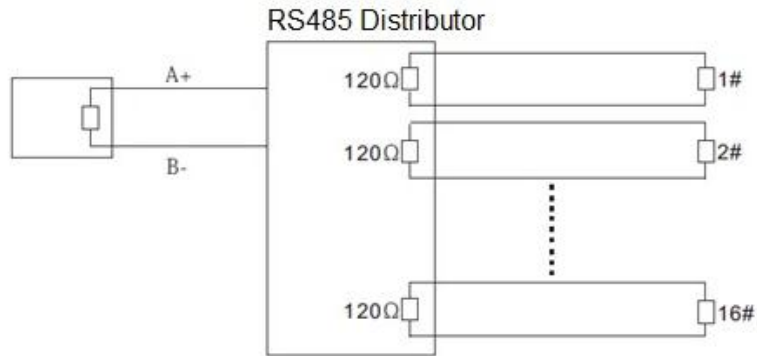 RS485 Distributor
A+
B-
120Ω 1#
120Ω 2#
120Ω 16#